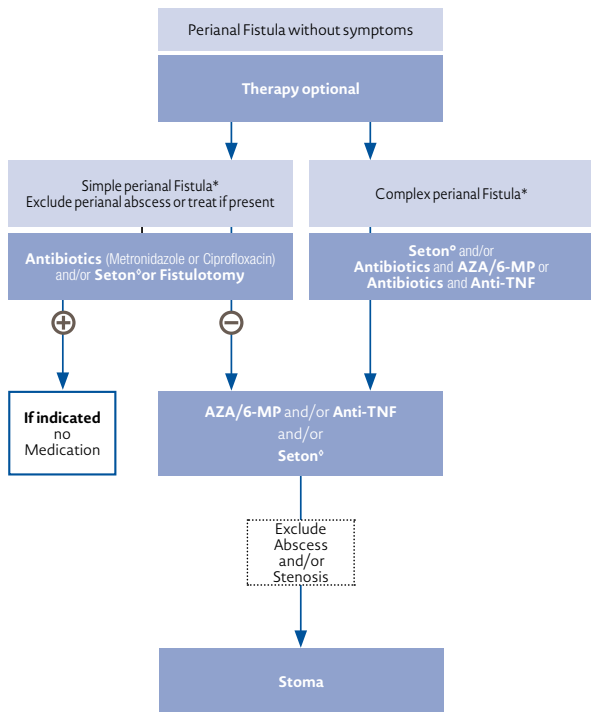 Perianal Fistula without symptoms
Therapy optional
Simple perianal Fistula*
Exclude perianal abscess or treat if present
Complex perianal Fistula*
Antibiotics (Metronidazole or Ciprofloxacin)
and/or Seton◊or Fistulotomy
Seton° and/or
Antibiotics and AZA/6-MP or
Antibiotics and Anti-TNF
+
−
If indicated
no
Medication
AZA/6-MP and/or Anti-TNF
and/or
Seton◊
Exclude
Abscess
and/or
Stenosis
Stoma